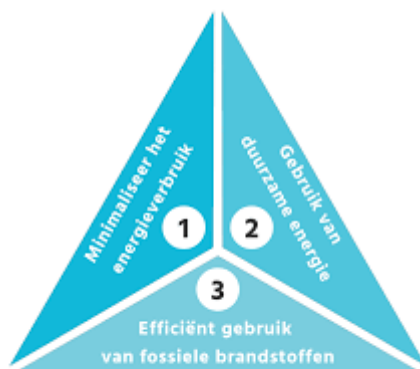 Minimaliseer het
energieverbruik
1
Gebruik van
duurzame energie
2
3
Efficiënt gebruik
van fossiele brandstoffen